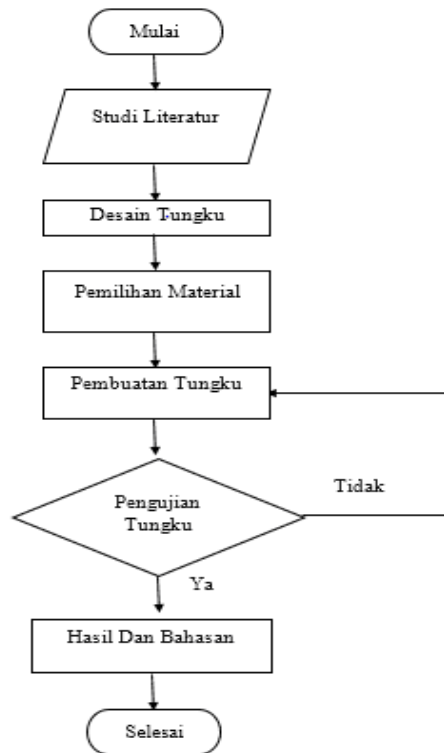 Mulai
Studi Literatur
Desain Tungku
Pemilihan Material
Pembuatan Tungku
Pengujian
Tungku
Tidak
Ya
Hasil Dan Bahasan
Selesai